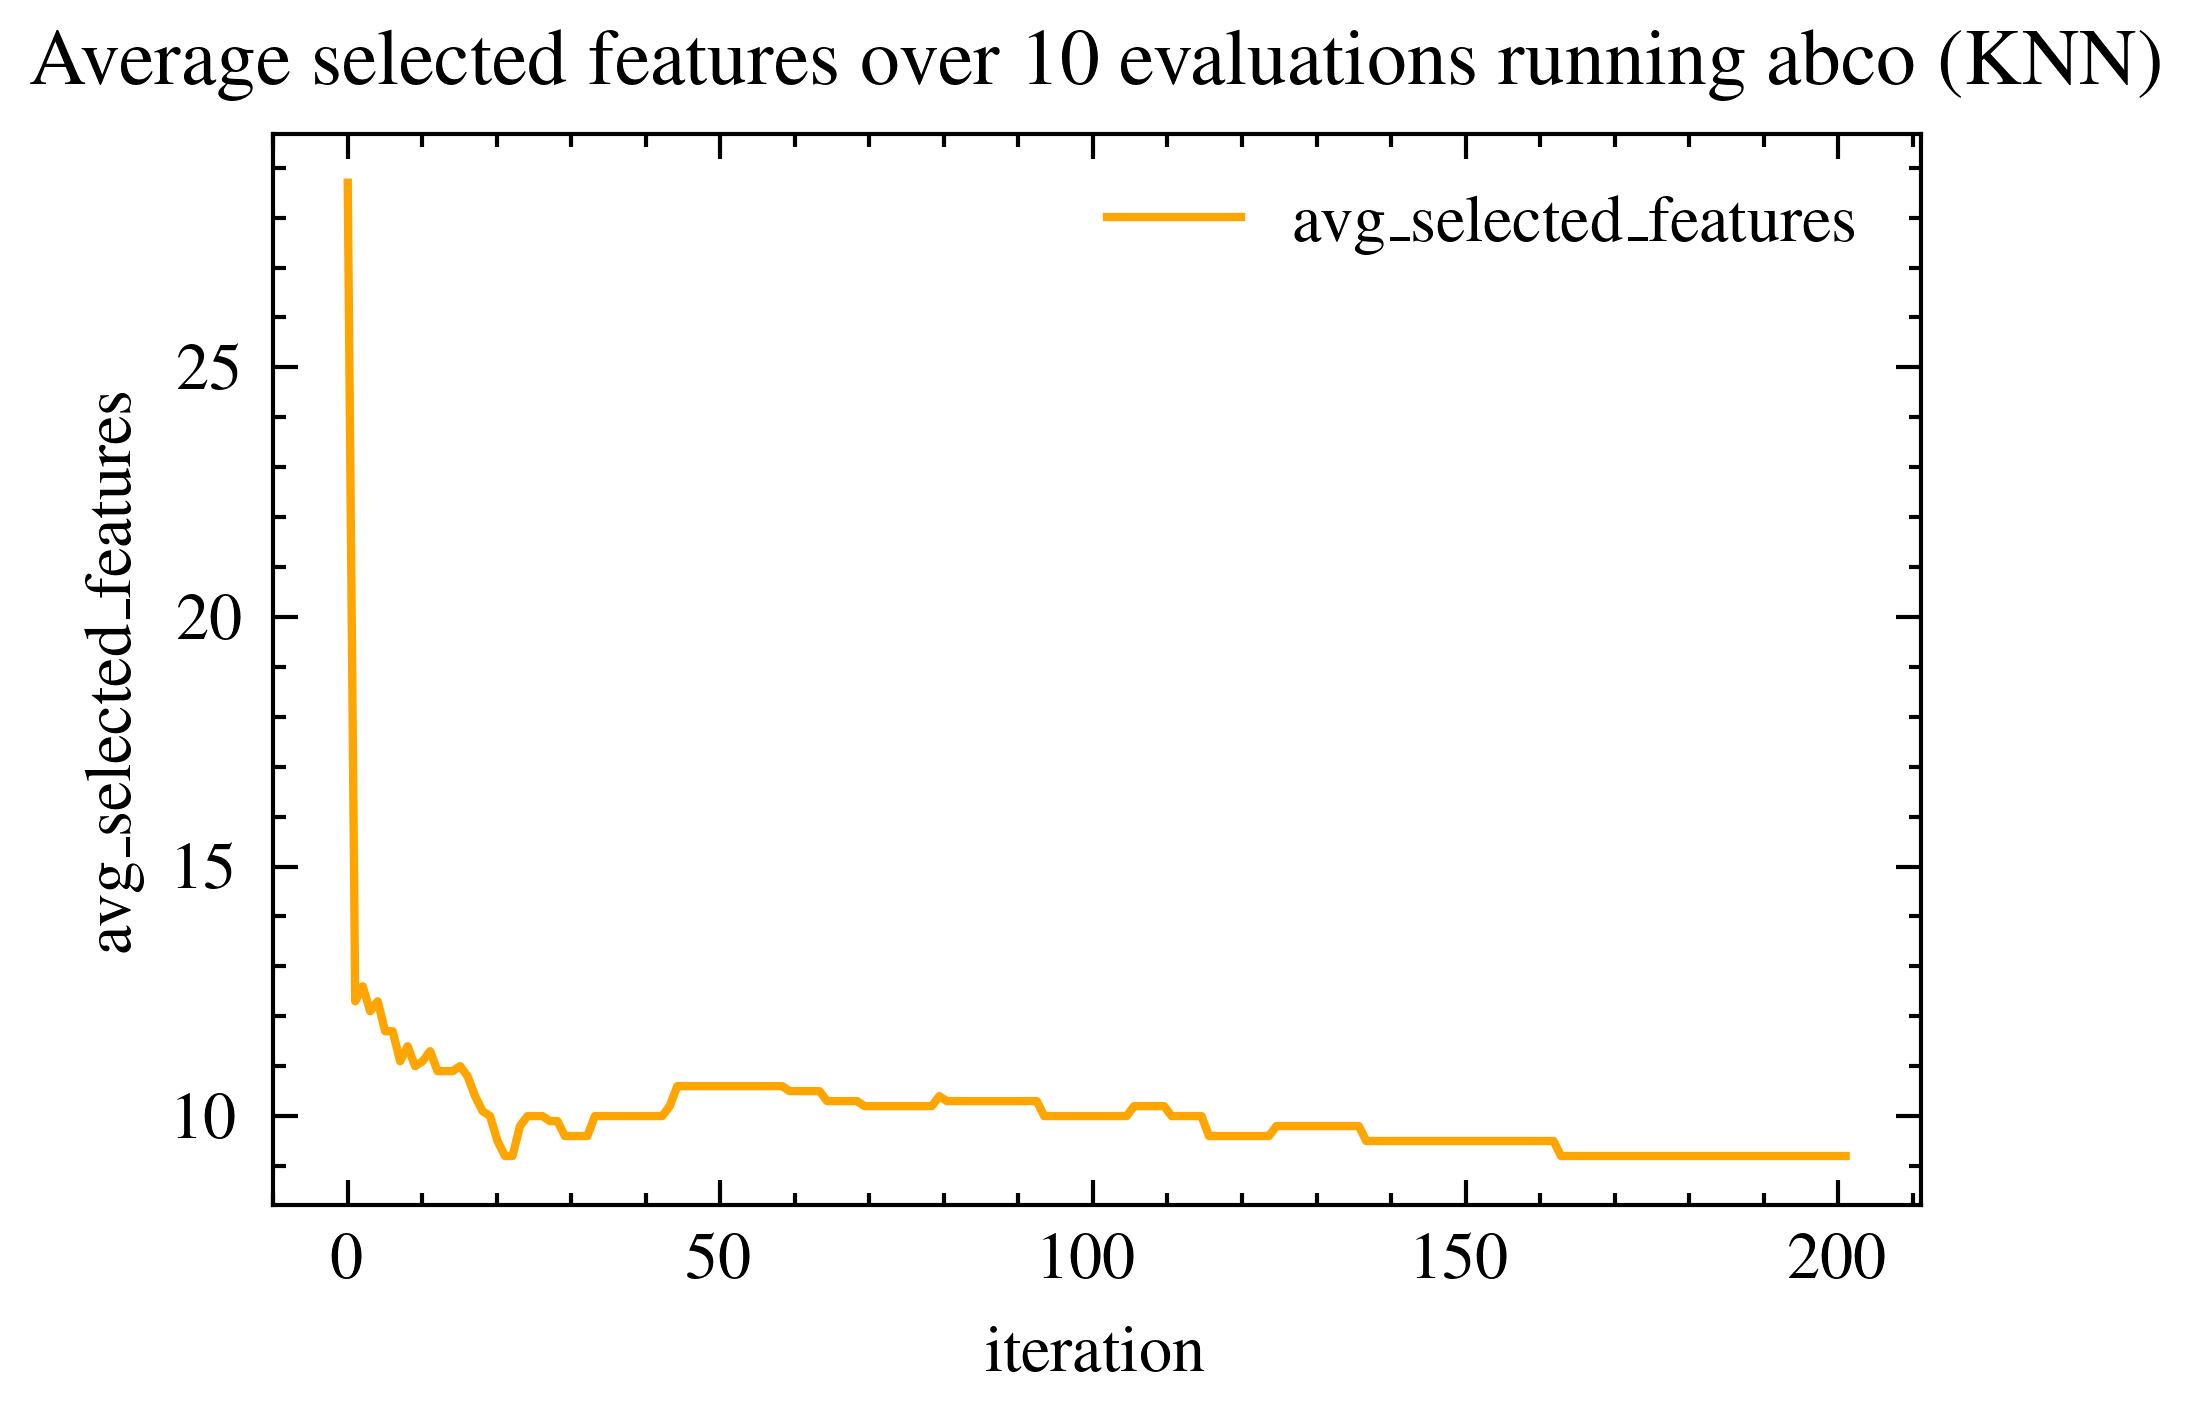 Average selected features over 10 evaluations running abco (KNN)
avg_selected_features
avg_selected_features
25
20
15
10
0 50 100 150 200
iteration